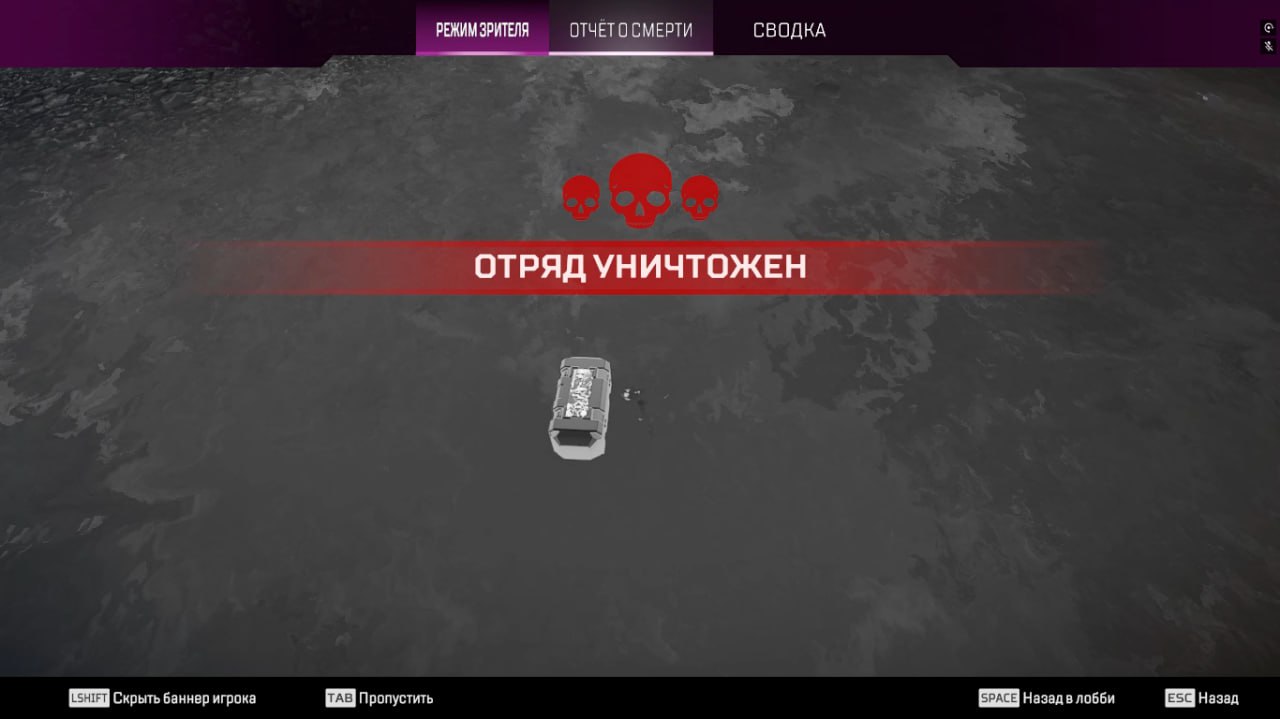 РЕЖИМ ЗРИТЕЛЯ
ОТЧЁТ О СМЕРТИ
СВОДКА
ОТРЯД УНИЧТОЖЕН
LSHIFT Скрыть баннер игрока
TAB Пропустить
SPACE Назад в лобби
ESC Назад